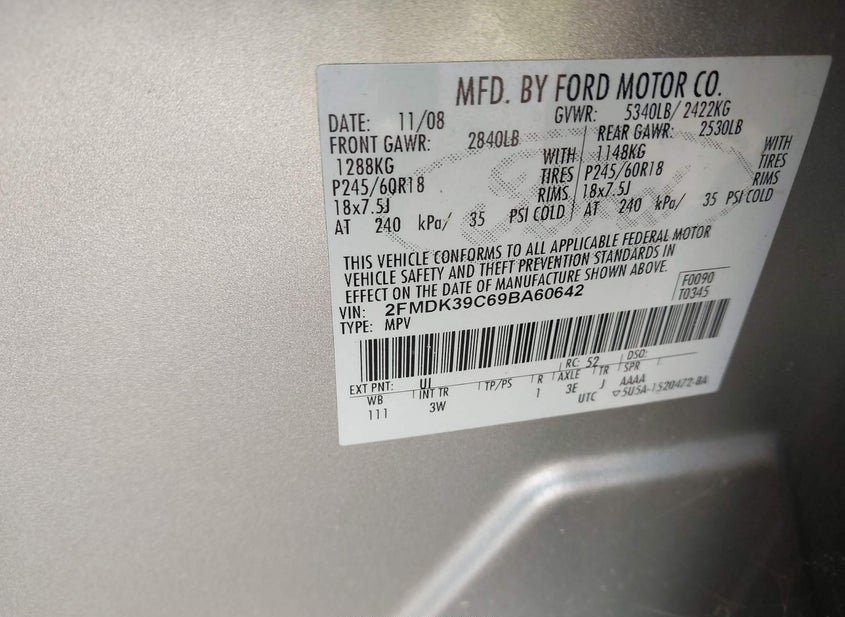 MFD. BY FORD MOTOR CO.
DATE: 11/08 GVWR: 5340LB/ 2422KG
FRONT GAWR: 2840LB REAR GAWR: 2530LB
1288KG WITH 1148KG WITH
P245/60R18 TIRES P245/60R18 TIRES
18x7.5J RIMS 18x7.5J RIMS
AT 240 kPa/ 35 PSI COLD AT 240 kPa/ 35 PSI COLD
THIS VEHICLE CONFORMS TO ALL APPLICABLE FEDERAL MOTOR
VEHICLE SAFETY AND THEFT PREVENTION STANDARDS IN
EFFECT ON THE DATE OF MANUFACTURE SHOWN ABOVE.
VIN: 2FMDK39C69BA60642 F0090
TYPE: MPV T0345
EXT PNT: UJ RC: 52 DSO:
WB INT TR TP/PS R AXLE TR SPR
111 3W 1 3E J AAAA
UTC ▽5U5A-1520472-BA